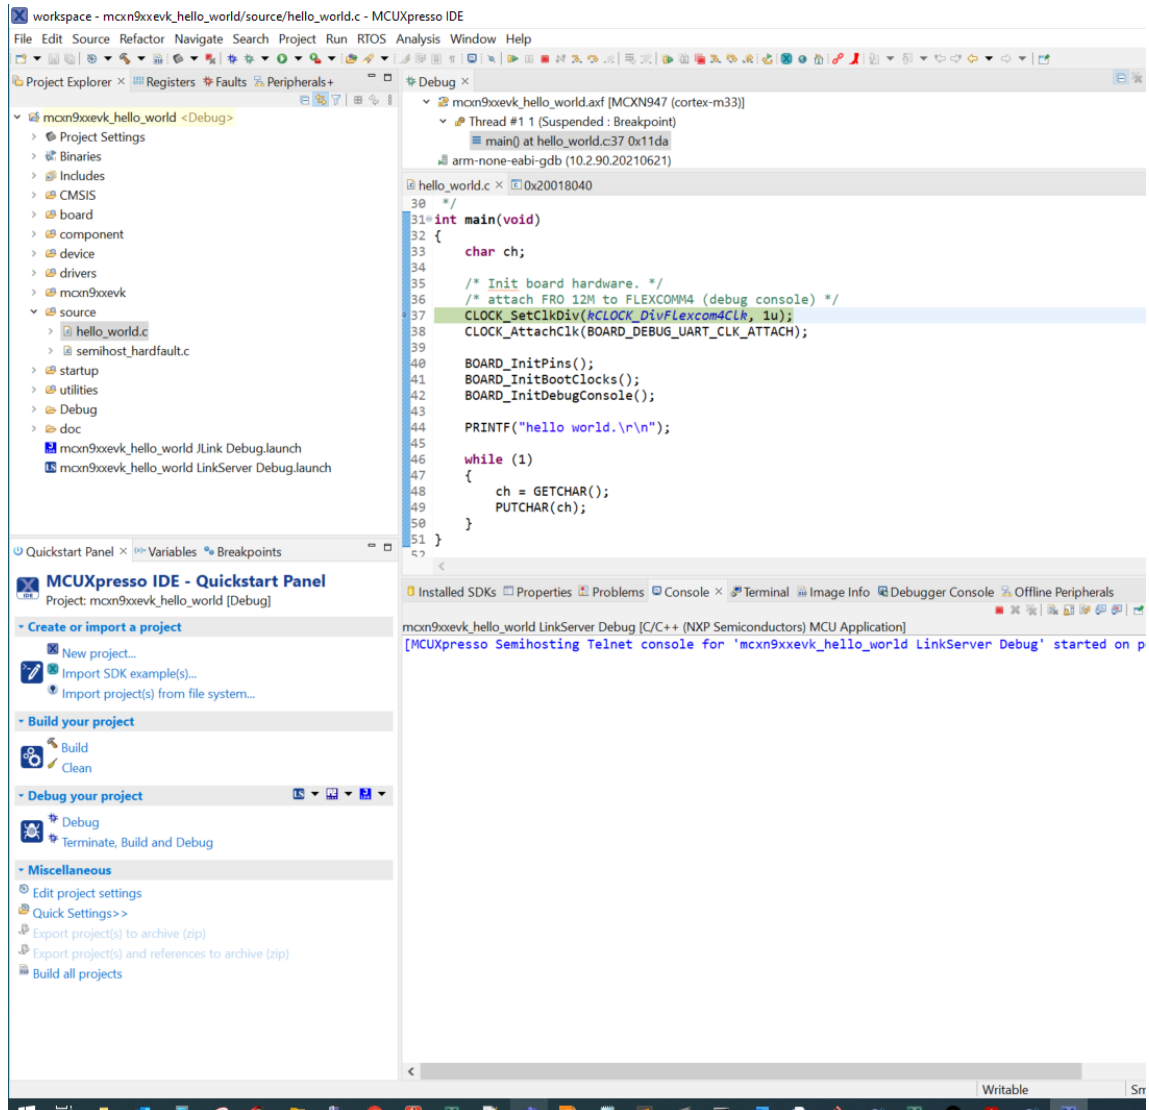 workspace - mcxn9xxevk_hello_world/source/hello_world.c - MCUXpresso IDE
File Edit Source Refactor Navigate Search Project Run RTOS Analysis Window Help
Project Explorer Registers Faults Peripherals+
mcxn9xxevk_hello_world <Debug>
Project Settings
Binaries
Includes
CMSIS
board
component
device
drivers
mcxn9xxevk
source
hello_world.c
semihost_hardfault.c
startup
utilities
Debug
doc
mcxn9xxevk_hello_world JLink Debug.launch
mcxn9xxevk_hello_world LinkServer Debug.launch
Debug
mcxn9xxevk_hello_world.axf [MCXN947 (cortex-m33)]
Thread #1 1 (Suspended : Breakpoint)
main() at hello_world.c:37 0x11da
arm-none-eabi-gdb (10.2.90.20210621)
hello_world.c 0x20018040
30 */
31 int main(void)
32 {
33 char ch;
34
35 /* Init board hardware. */
36 /* attach FRO 12M to FLEXCOMM4 (debug console) */
37 CLOCK_SetClkDiv(kCLOCK_DivFlexcom4Clk, 1u);
38 CLOCK_AttachClk(BOARD_DEBUG_UART_CLK_ATTACH);
39
40 BOARD_InitPins();
41 BOARD_InitBootClocks();
42 BOARD_InitDebugConsole();
43
44 PRINTF("hello world.\r\n");
45
46 while (1)
47 {
48 ch = GETCHAR();
49 PUTCHAR(ch);
50 }
51 }
52
Quickstart Panel Variables Breakpoints
MCUXpresso IDE - Quickstart Panel
Project: mcxn9xxevk_hello_world [Debug]
Create or import a project
New project...
Import SDK example(s)...
Import project(s) from file system...
Build your project
Build
Clean
Debug your project
Debug
Terminate, Build and Debug
Miscellaneous
Edit project settings
Quick Settings>>
Export project(s) to archive (zip)
Export project(s) and references to archive (zip)
Build all projects
Installed SDKs Properties Problems Console Terminal Image Info Debugger Console Offline Peripherals
mcxn9xxevk_hello_world LinkServer Debug [C/C++ (NXP Semiconductors) MCU Application]
[MCUXpresso Semihosting Telnet console for 'mcxn9xxevk_hello_world LinkServer Debug' started on p
Writable Sm